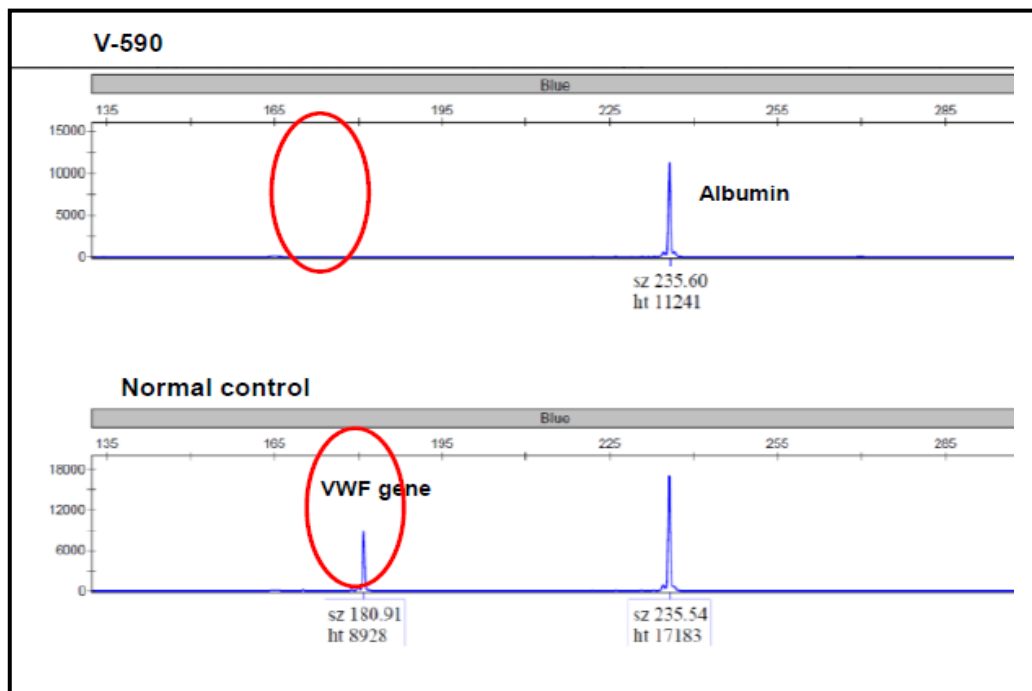 V-590
Blue
135 165 195 225 255 285
15000
10000
Albumin
5000
0
sz 235.60
ht 11241
Normal control
Blue
135 165 195 225 255 285
18000
VWF gene
12000
6000
0
sz 180.91 sz 235.54
ht 8928 ht 17183